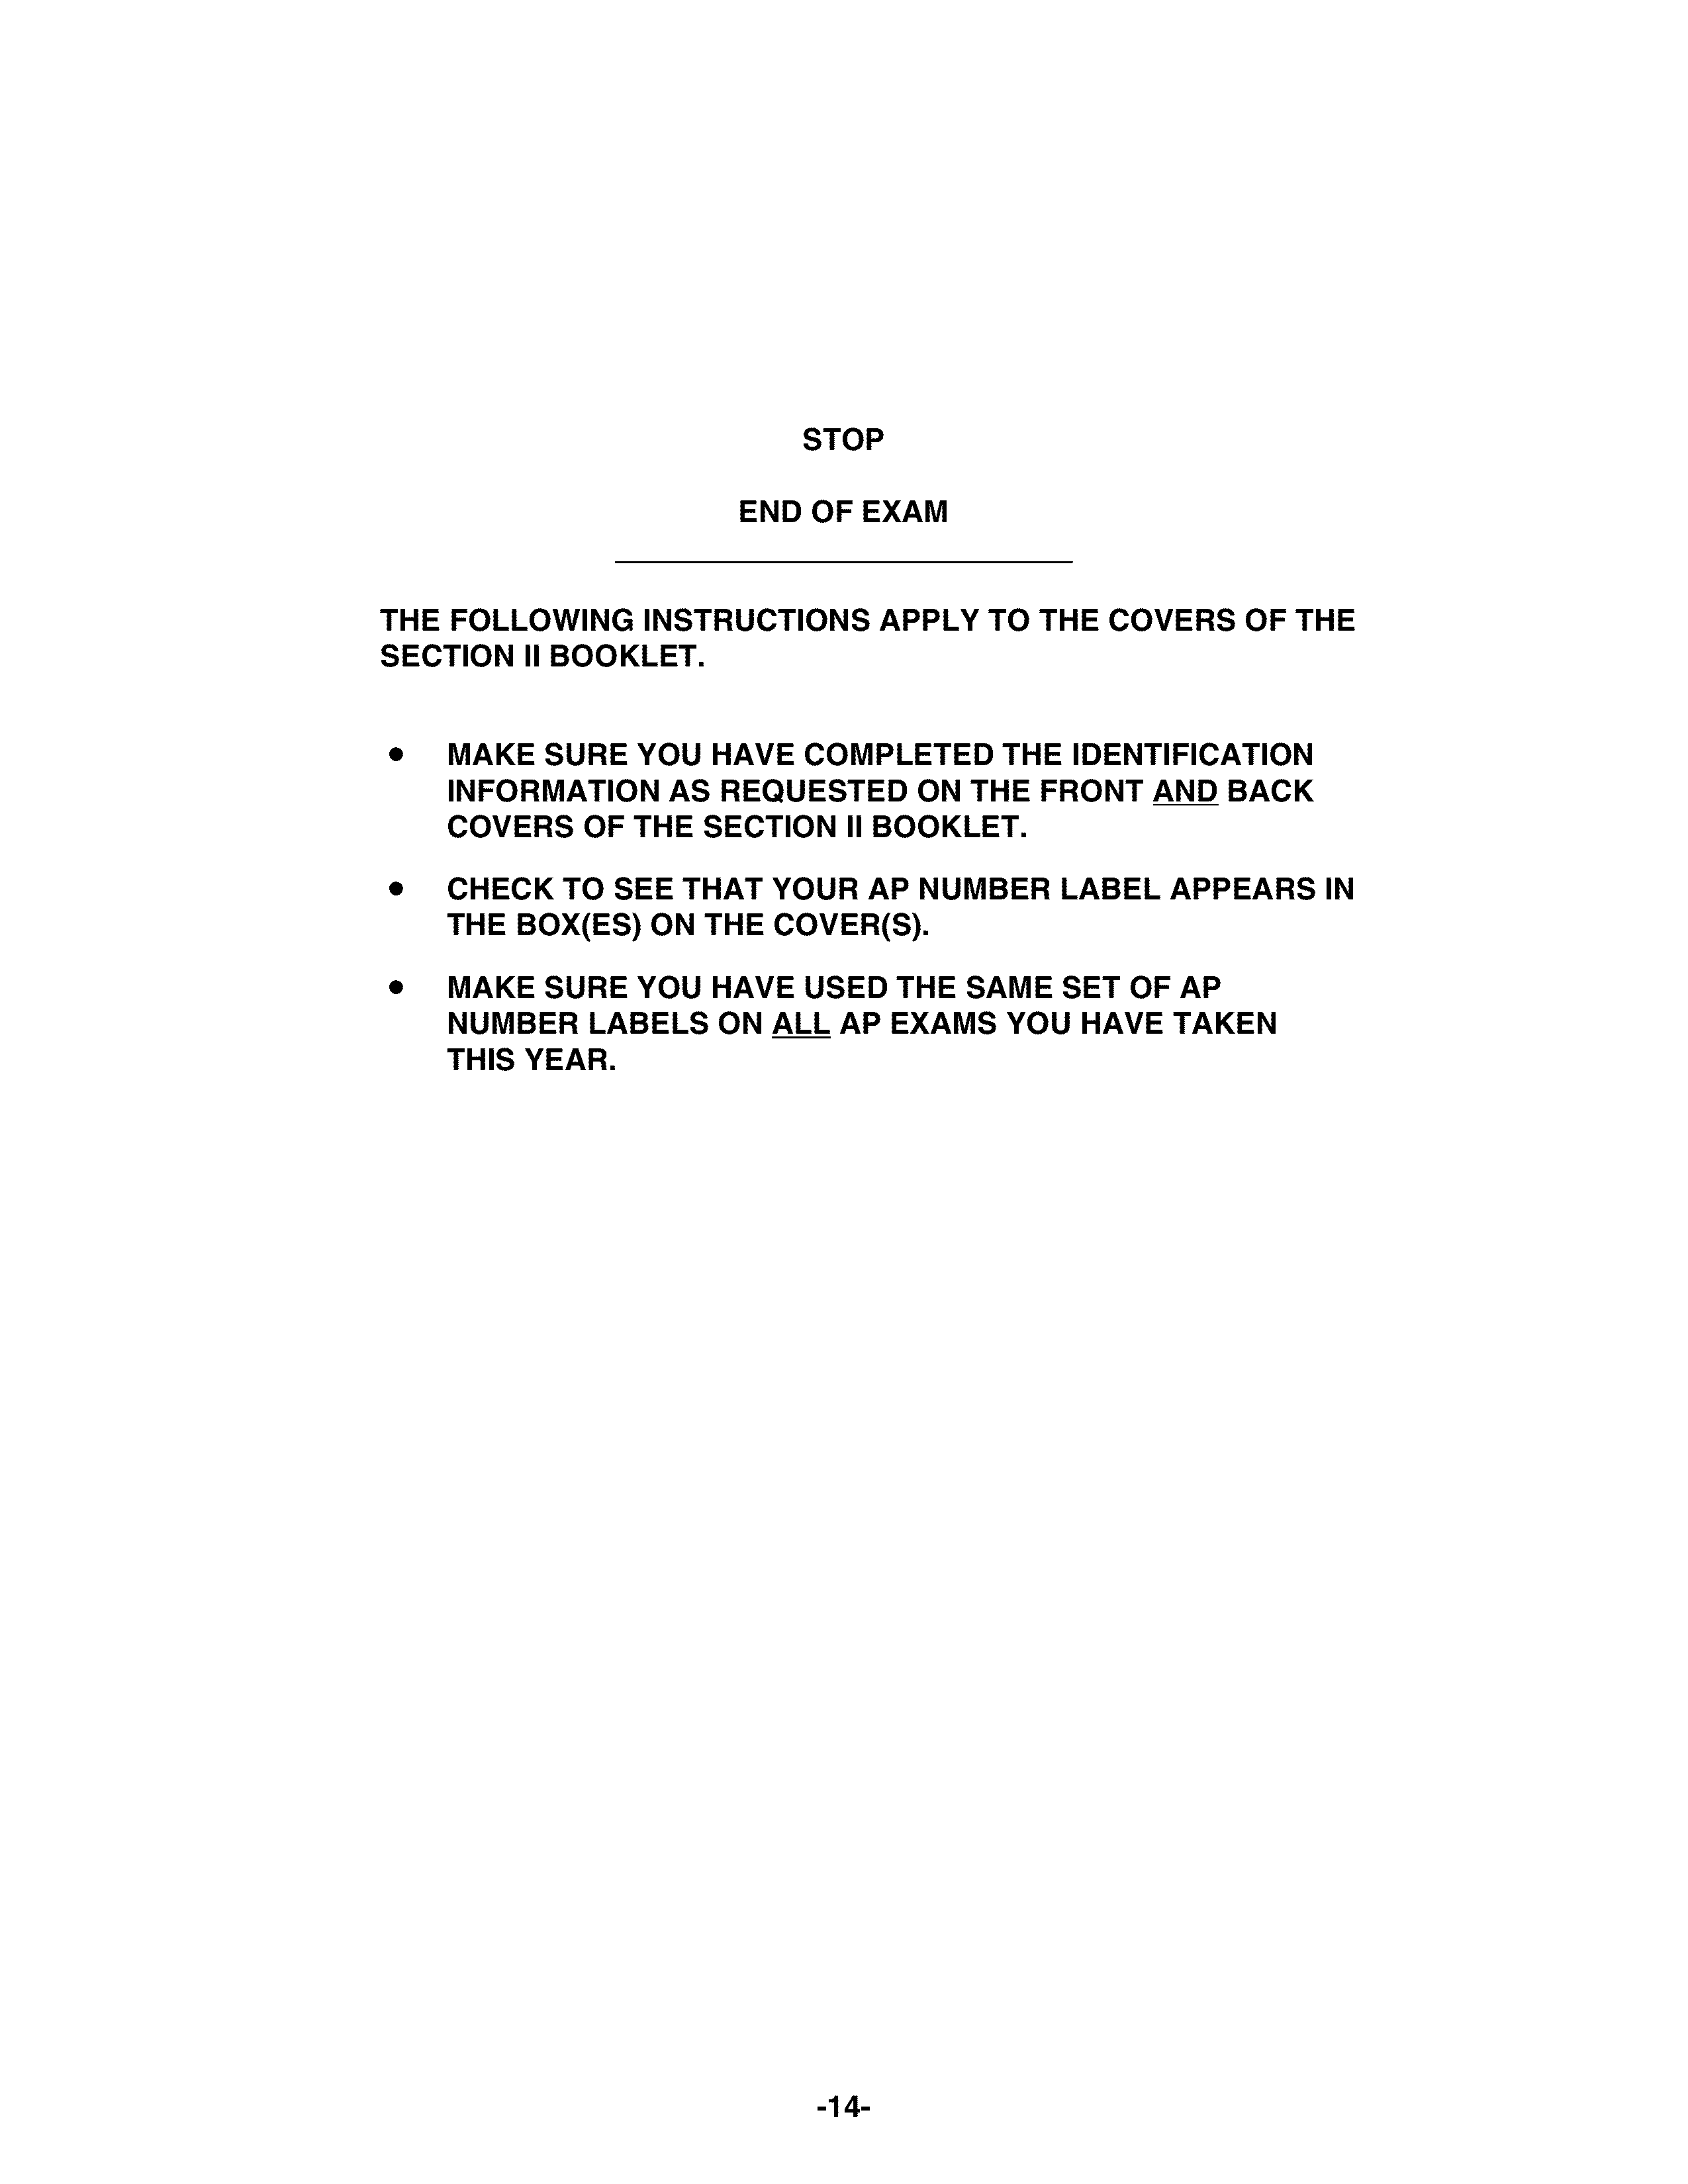 STOP
END OF EXAM
THE FOLLOWING INSTRUCTIONS APPLY TO THE COVERS OF THE
SECTION II BOOKLET.
● MAKE SURE YOU HAVE COMPLETED THE IDENTIFICATION
INFORMATION AS REQUESTED ON THE FRONT AND BACK
COVERS OF THE SECTION II BOOKLET.
● CHECK TO SEE THAT YOUR AP NUMBER LABEL APPEARS IN
THE BOX(ES) ON THE COVER(S).
● MAKE SURE YOU HAVE USED THE SAME SET OF AP
NUMBER LABELS ON ALL AP EXAMS YOU HAVE TAKEN
THIS YEAR.
-14-